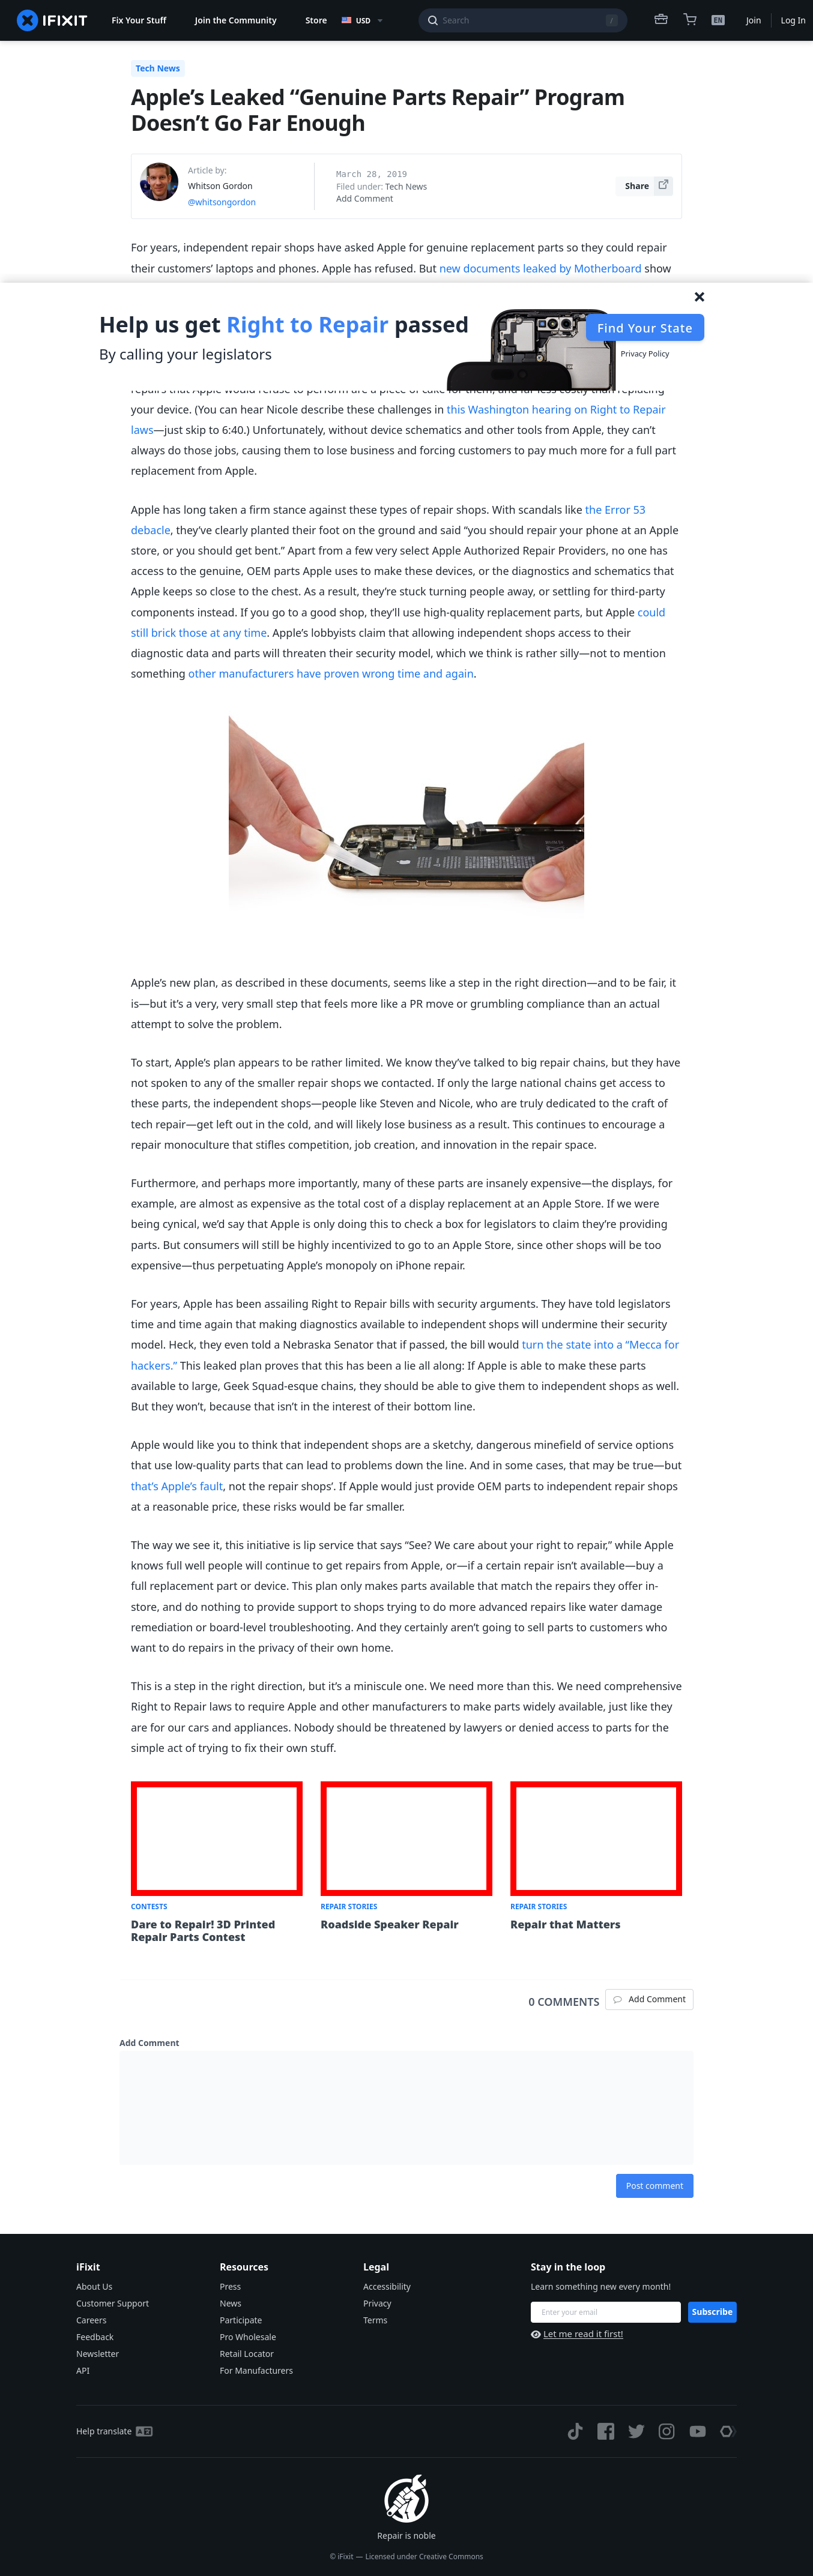 IFIXIT
Fix Your Stuff
Join the Community
Store
USD
Search
/
EN
Join
Log In
Tech News
Apple’s Leaked “Genuine Parts Repair” Program
Doesn’t Go Far Enough
Article by:
Whitson Gordon
@whitsongordon
March 28, 2019
Filed under: Tech News
Add Comment
Share
For years, independent repair shops have asked Apple for genuine replacement parts so they could repair
their customers’ laptops and phones. Apple has refused. But new documents leaked by Motherboard show
Help us get Right to Repair passed
By calling your legislators
Find Your State
Privacy Policy
repairs that Apple would refuse to perform are a piece of cake for them, and far less costly than replacing
your device. (You can hear Nicole describe these challenges in this Washington hearing on Right to Repair
laws—just skip to 6:40.) Unfortunately, without device schematics and other tools from Apple, they can’t
always do those jobs, causing them to lose business and forcing customers to pay much more for a full part
replacement from Apple.
Apple has long taken a firm stance against these types of repair shops. With scandals like the Error 53
debacle, they’ve clearly planted their foot on the ground and said “you should repair your phone at an Apple
store, or you should get bent.” Apart from a few very select Apple Authorized Repair Providers, no one has
access to the genuine, OEM parts Apple uses to make these devices, or the diagnostics and schematics that
Apple keeps so close to the chest. As a result, they’re stuck turning people away, or settling for third-party
components instead. If you go to a good shop, they’ll use high-quality replacement parts, but Apple could
still brick those at any time. Apple’s lobbyists claim that allowing independent shops access to their
diagnostic data and parts will threaten their security model, which we think is rather silly—not to mention
something other manufacturers have proven wrong time and again.
Apple’s new plan, as described in these documents, seems like a step in the right direction—and to be fair, it
is—but it’s a very, very small step that feels more like a PR move or grumbling compliance than an actual
attempt to solve the problem.
To start, Apple’s plan appears to be rather limited. We know they’ve talked to big repair chains, but they have
not spoken to any of the smaller repair shops we contacted. If only the large national chains get access to
these parts, the independent shops—people like Steven and Nicole, who are truly dedicated to the craft of
tech repair—get left out in the cold, and will likely lose business as a result. This continues to encourage a
repair monoculture that stifles competition, job creation, and innovation in the repair space.
Furthermore, and perhaps more importantly, many of these parts are insanely expensive—the displays, for
example, are almost as expensive as the total cost of a display replacement at an Apple Store. If we were
being cynical, we’d say that Apple is only doing this to check a box for legislators to claim they’re providing
parts. But consumers will still be highly incentivized to go to an Apple Store, since other shops will be too
expensive—thus perpetuating Apple’s monopoly on iPhone repair.
For years, Apple has been assailing Right to Repair bills with security arguments. They have told legislators
time and time again that making diagnostics available to independent shops will undermine their security
model. Heck, they even told a Nebraska Senator that if passed, the bill would turn the state into a “Mecca for
hackers.” This leaked plan proves that this has been a lie all along: If Apple is able to make these parts
available to large, Geek Squad-esque chains, they should be able to give them to independent shops as well.
But they won’t, because that isn’t in the interest of their bottom line.
Apple would like you to think that independent shops are a sketchy, dangerous minefield of service options
that use low-quality parts that can lead to problems down the line. And in some cases, that may be true—but
that’s Apple’s fault, not the repair shops’. If Apple would just provide OEM parts to independent repair shops
at a reasonable price, these risks would be far smaller.
The way we see it, this initiative is lip service that says “See? We care about your right to repair,” while Apple
knows full well people will continue to get repairs from Apple, or—if a certain repair isn’t available—buy a
full replacement part or device. This plan only makes parts available that match the repairs they offer in-
store, and do nothing to provide support to shops trying to do more advanced repairs like water damage
remediation or board-level troubleshooting. And they certainly aren’t going to sell parts to customers who
want to do repairs in the privacy of their own home.
This is a step in the right direction, but it’s a miniscule one. We need more than this. We need comprehensive
Right to Repair laws to require Apple and other manufacturers to make parts widely available, just like they
are for our cars and appliances. Nobody should be threatened by lawyers or denied access to parts for the
simple act of trying to fix their own stuff.
CONTESTS
Dare to Repair! 3D Printed
Repair Parts Contest
REPAIR STORIES
Roadside Speaker Repair
REPAIR STORIES
Repair that Matters
0 COMMENTS
Add Comment
Add Comment
Post comment
iFixit
About Us
Customer Support
Careers
Feedback
Newsletter
API
Resources
Press
News
Participate
Pro Wholesale
Retail Locator
For Manufacturers
Legal
Accessibility
Privacy
Terms
Stay in the loop
Learn something new every month!
Enter your email
Subscribe
Let me read it first!
Help translate
Repair is noble
© iFixit — Licensed under Creative Commons